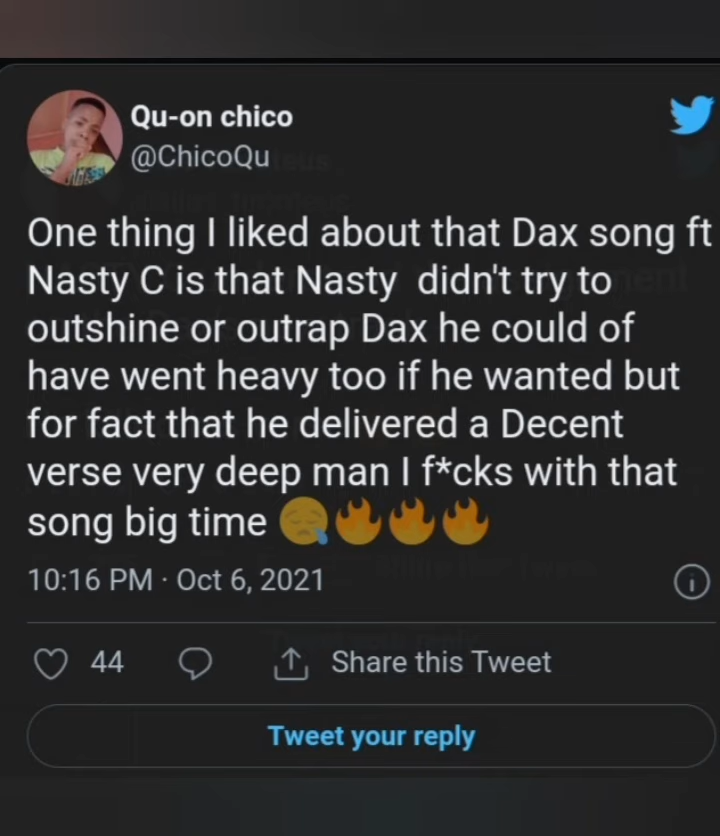 Qu-on chico
@ChicoQu
One thing I liked about that Dax song ft
Nasty C is that Nasty  didn't try to
outshine or outrap Dax he could of
have went heavy too if he wanted but
for fact that he delivered a Decent
verse very deep man I f*cks with that
song big time 😪🔥🔥🔥
10:16 PM · Oct 6, 2021
44
Share this Tweet
Tweet your reply